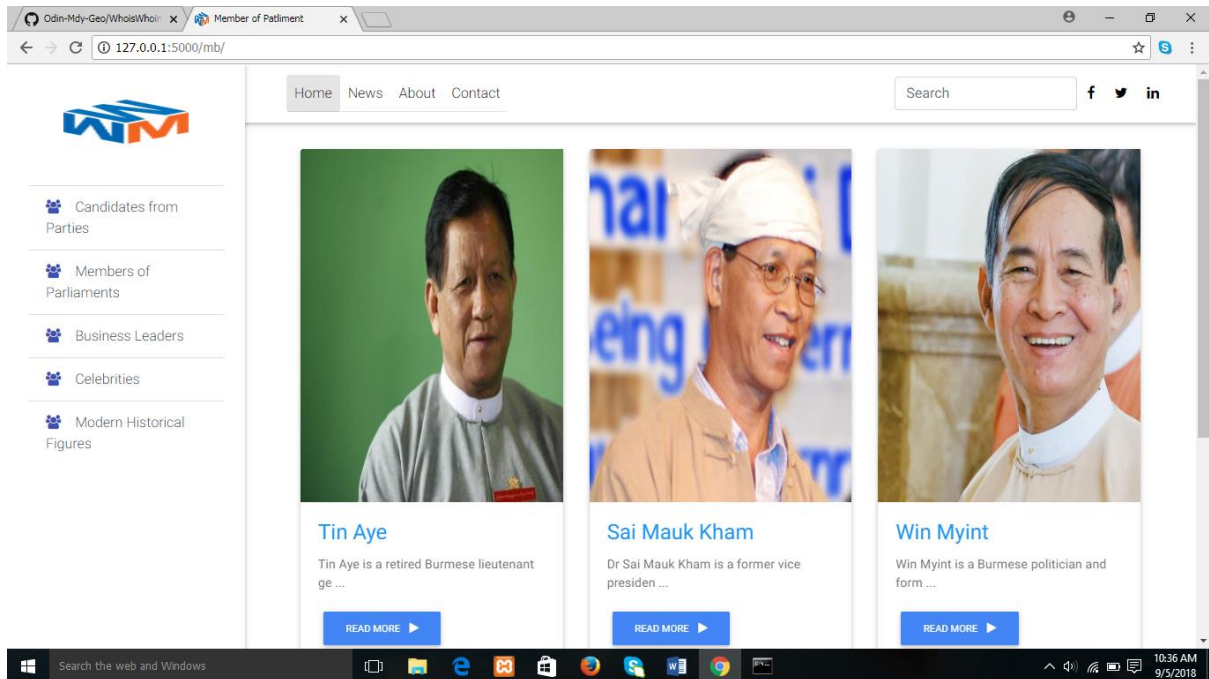 Odin-Mdy-Geo/WhoisWhoin
Member of Patliment
127.0.0.1:5000/mb/
WM
Home News About Contact
Search
f in
Candidates from
Parties
Members of
Parliaments
Business Leaders
Celebrities
Modern Historical
Figures
Tin Aye
Tin Aye is a retired Burmese lieutenant
ge ...
READ MORE
Sai Mauk Kham
Dr Sai Mauk Kham is a former vice
presiden ...
READ MORE
Win Myint
Win Myint is a Burmese politician and
form ...
READ MORE
Search the web and Windows
10:36 AM
9/5/2018